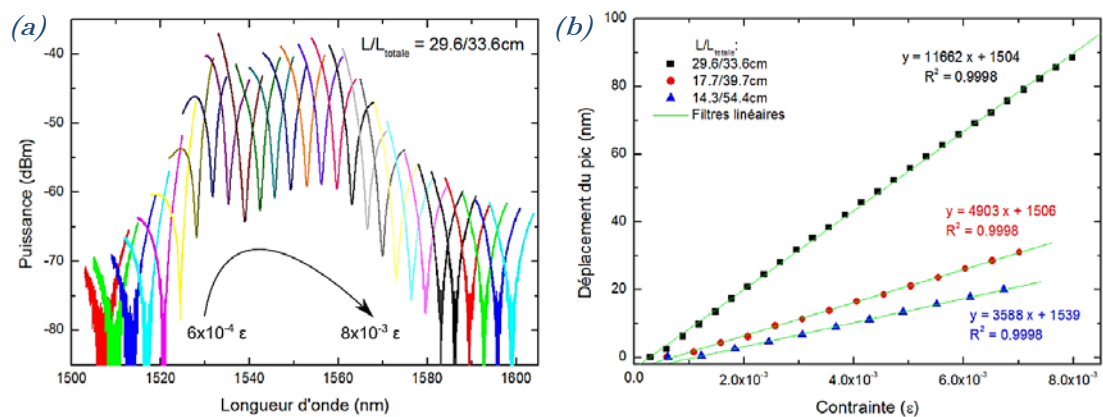 (a)
L/Ltotale = 29.6/33.6cm
-40
-50
-60
-70
-80
Puissance (dBm)
6x10⁻⁴ ε
8x10⁻³ ε
1500
1520
1540
1560
1580
1600
Longueur d'onde (nm)
(b)
100
80
60
40
20
0
Déplacement du pic (nm)
L/Ltotale:
29.6/33.6cm
17.7/39.7cm
14.3/54.4cm
Filtres linéaires
y = 11662 x + 1504
R² = 0.9998
y = 4903 x + 1506
R² = 0.9998
y = 3588 x + 1539
R² = 0.9998
0.0
2.0x10⁻³
4.0x10⁻³
6.0x10⁻³
8.0x10⁻³
Contrainte (ε)